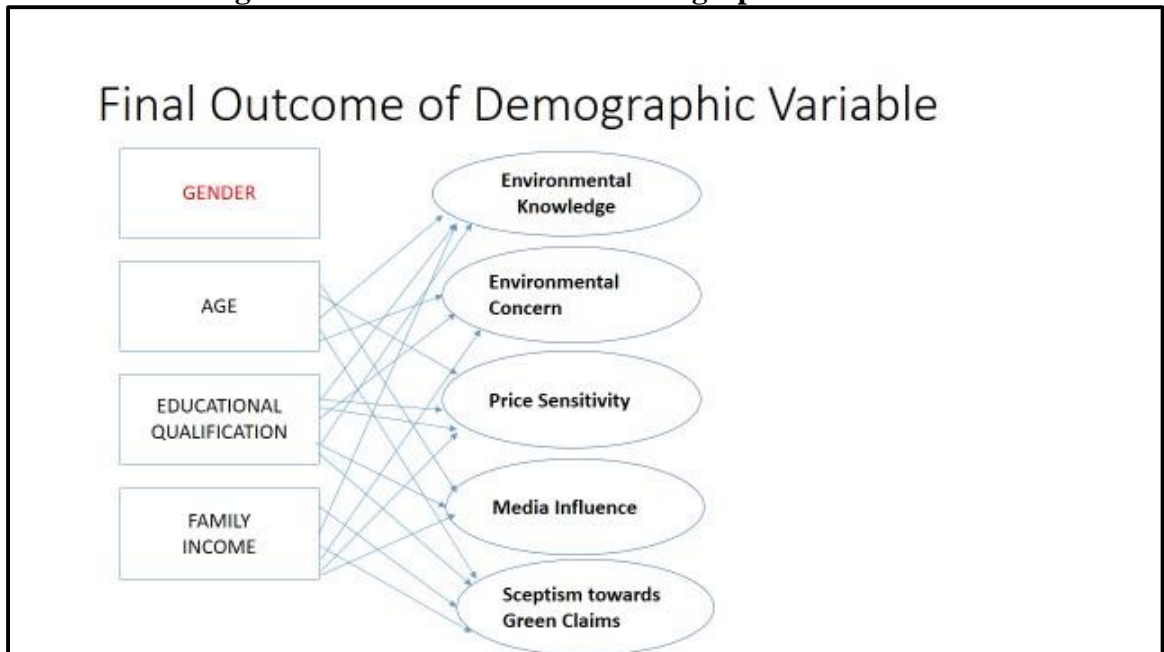 Final Outcome of Demographic Variable
GENDER
AGE
EDUCATIONAL
QUALIFICATION
FAMILY
INCOME
Environmental
Knowledge
Environmental
Concern
Price Sensitivity
Media Influence
Sceptism towards
Green Claims